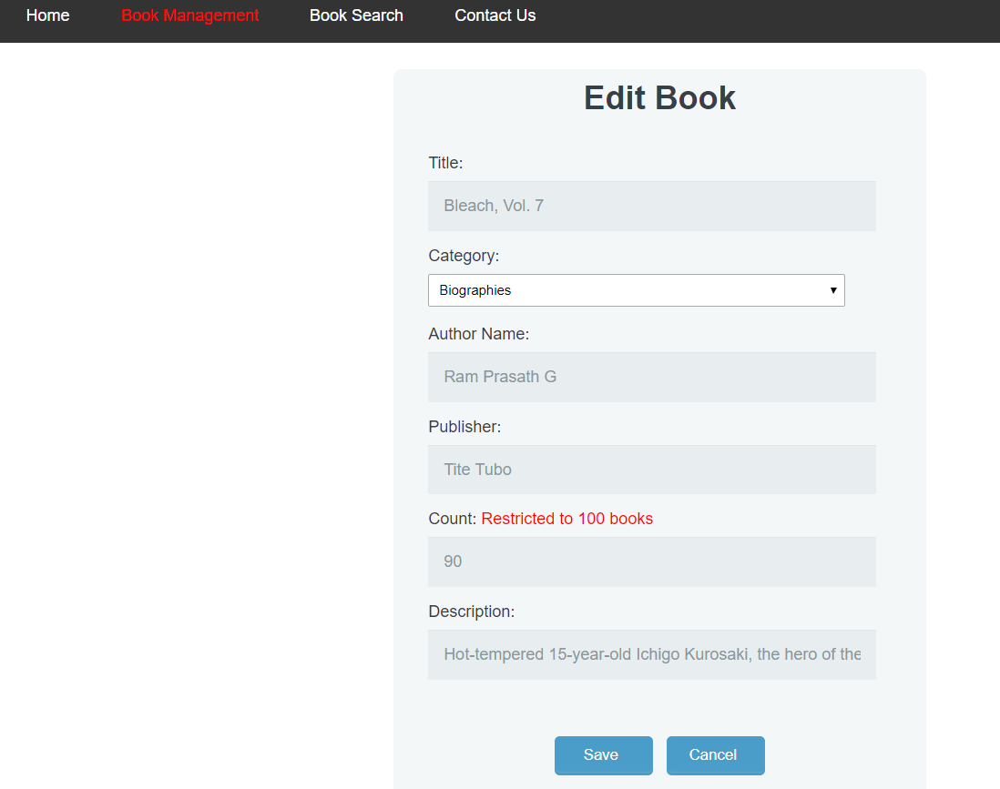 Home Book Management Book Search Contact Us
Edit Book
Title:
Bleach, Vol. 7
Category:
Biographies
Author Name:
Ram Prasath G
Publisher:
Tite Tubo
Count: Restricted to 100 books
90
Description:
Hot-tempered 15-year-old Ichigo Kurosaki, the hero of the
Save Cancel